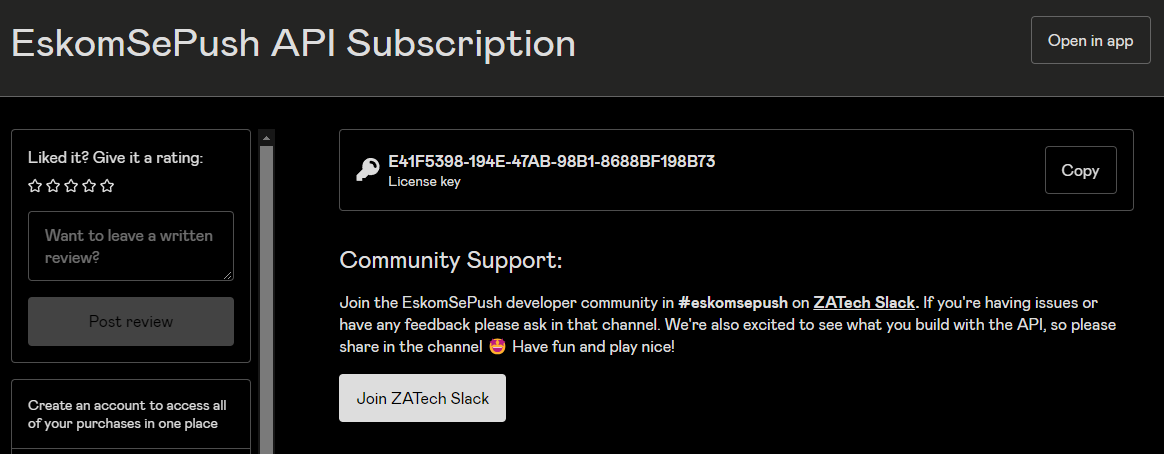 EskomSePush API Subscription
Open in app
Liked it? Give it a rating:
Want to leave a written
review?
Post review
Create an account to access all
of your purchases in one place
E41F5398-194E-47AB-98B1-8688BF198B73
License key
Copy
Community Support:
Join the EskomSePush developer community in #eskomsepush on ZATech Slack. If you're having issues or
have any feedback please ask in that channel. We're also excited to see what you build with the API, so please
share in the channel 🤩 Have fun and play nice!
Join ZATech Slack